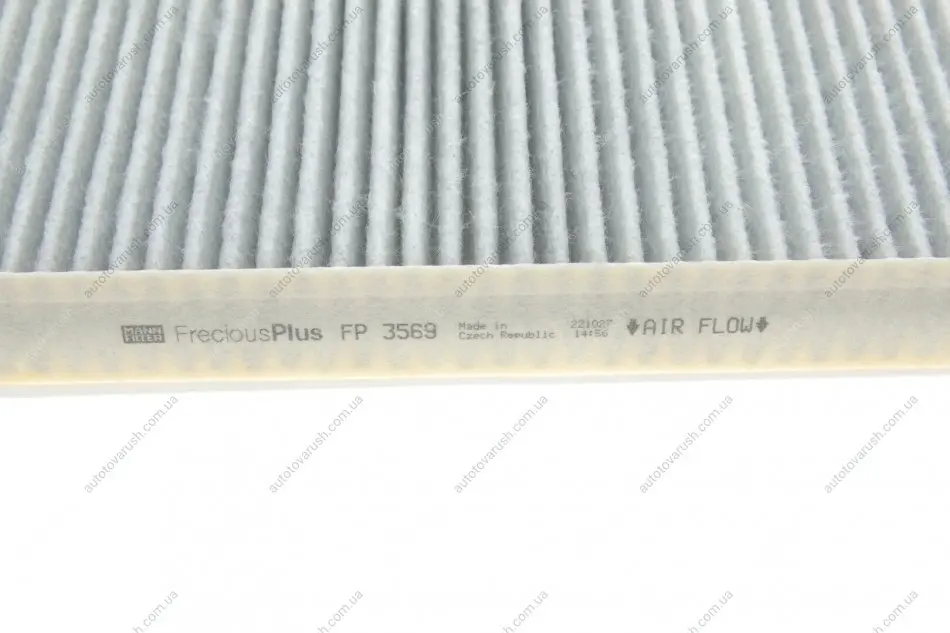 MANN
FILTER
FreciousPlus FP 3569
Made in
Czech Republic
221027
14:56
AIR FLOW
autotovarush.com.ua